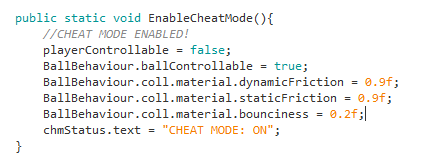 public static void EnableCheatMode(){
//CHEAT MODE ENABLED!
playerControllable = false;
BallBehaviour.ballControllable = true;
BallBehaviour.coll.material.dynamicFriction = 0.9f;
BallBehaviour.coll.material.staticFriction = 0.9f;
BallBehaviour.coll.material.bounciness = 0.2f;
chmStatus.text = "CHEAT MODE: ON";
}